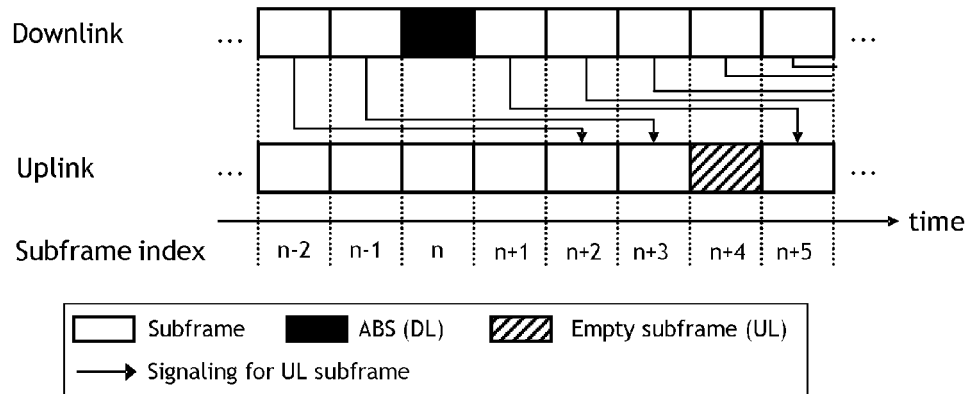 Downlink ... ...
Uplink ... ...
time
Subframe index n-2 n-1 n n+1 n+2 n+3 n+4 n+5
Subframe ABS (DL) Empty subframe (UL)
Signaling for UL subframe